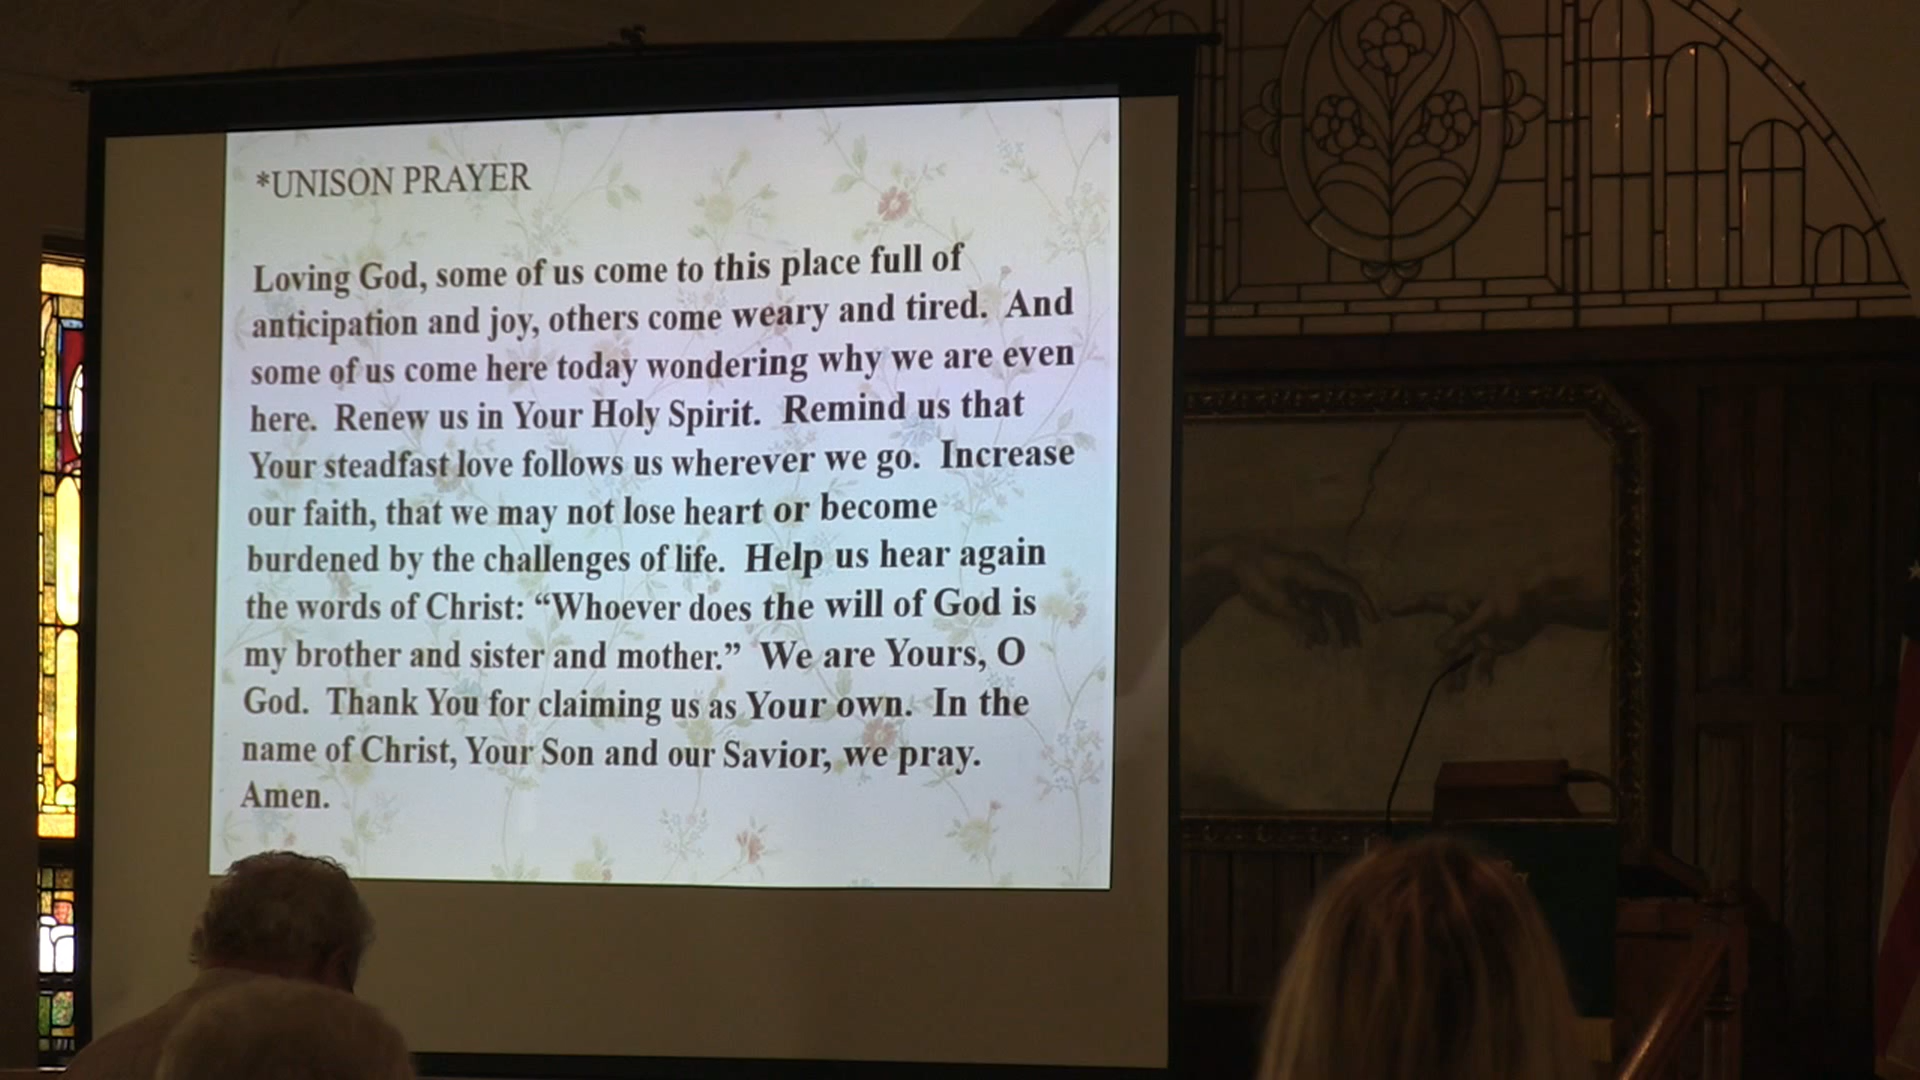 *UNISON PRAYER
Loving God, some of us come to this place full of
anticipation and joy, others come weary and tired.  And
some of us come here today wondering why we are even
here.  Renew us in Your Holy Spirit.  Remind us that
Your steadfast love follows us wherever we go.  Increase
our faith, that we may not lose heart or become
burdened by the challenges of life.  Help us hear again
the words of Christ: “Whoever does the will of God is
my brother and sister and mother.”  We are Yours, O
God.  Thank You for claiming us as Your own.  In the
name of Christ, Your Son and our Savior, we pray.
Amen.